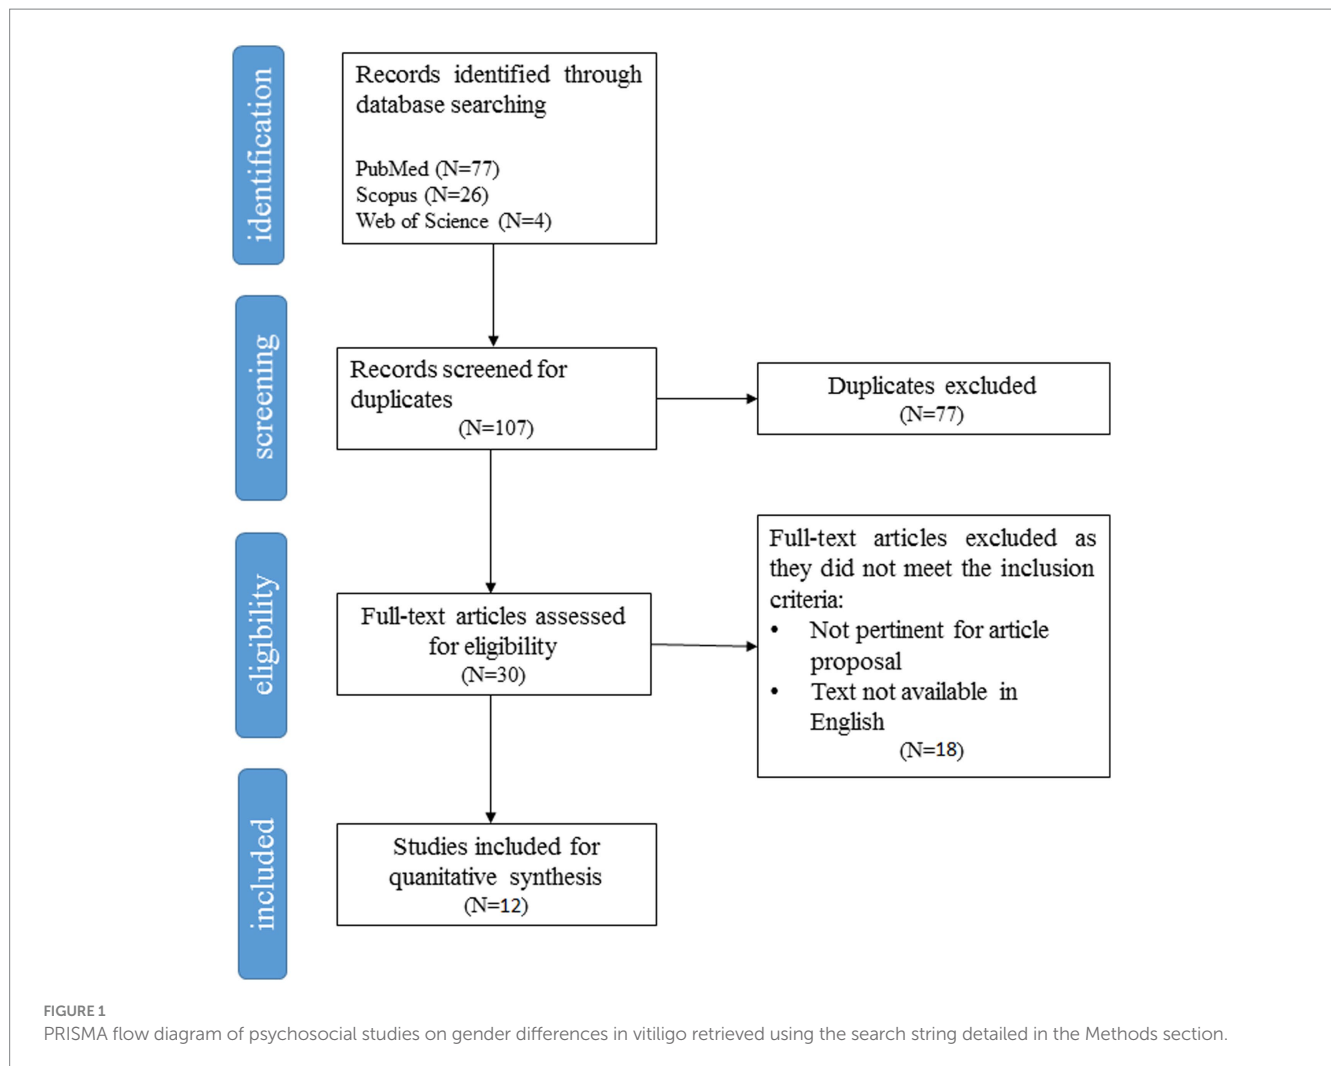 identification
Records identified through
database searching
PubMed (N=77)
Scopus (N=26)
Web of Science (N=4)
screening
Records screened for
duplicates
(N=107)
Duplicates excluded
(N=77)
eligibility
Full-text articles assessed
for eligibility
(N=30)
Full-text articles excluded as
they did not meet the inclusion
criteria:
• Not pertinent for article
proposal
• Text not available in
English
(N=18)
included
Studies included for
quantitative synthesis
(N=12)
FIGURE 1
PRISMA flow diagram of psychosocial studies on gender differences in vitiligo retrieved using the search string detailed in the Methods section.